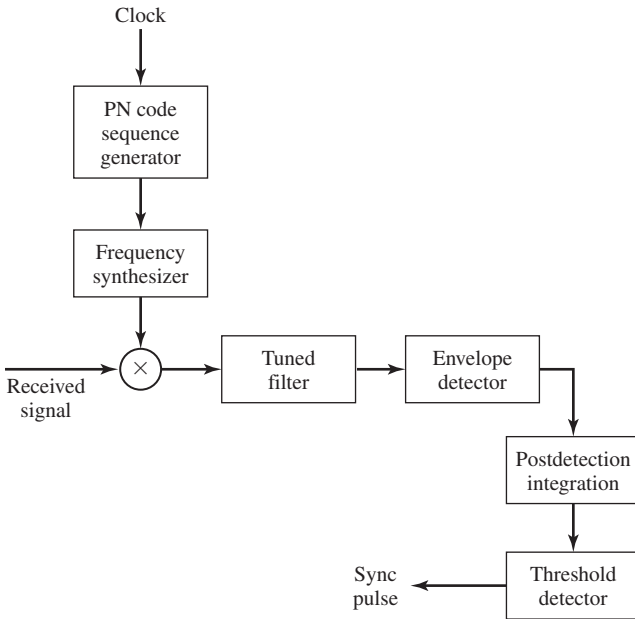 Clock
PN code
sequence
generator
Frequency
synthesizer
×
Received
signal
Tuned
filter
Envelope
detector
Postdetection
integration
Threshold
detector
Sync
pulse